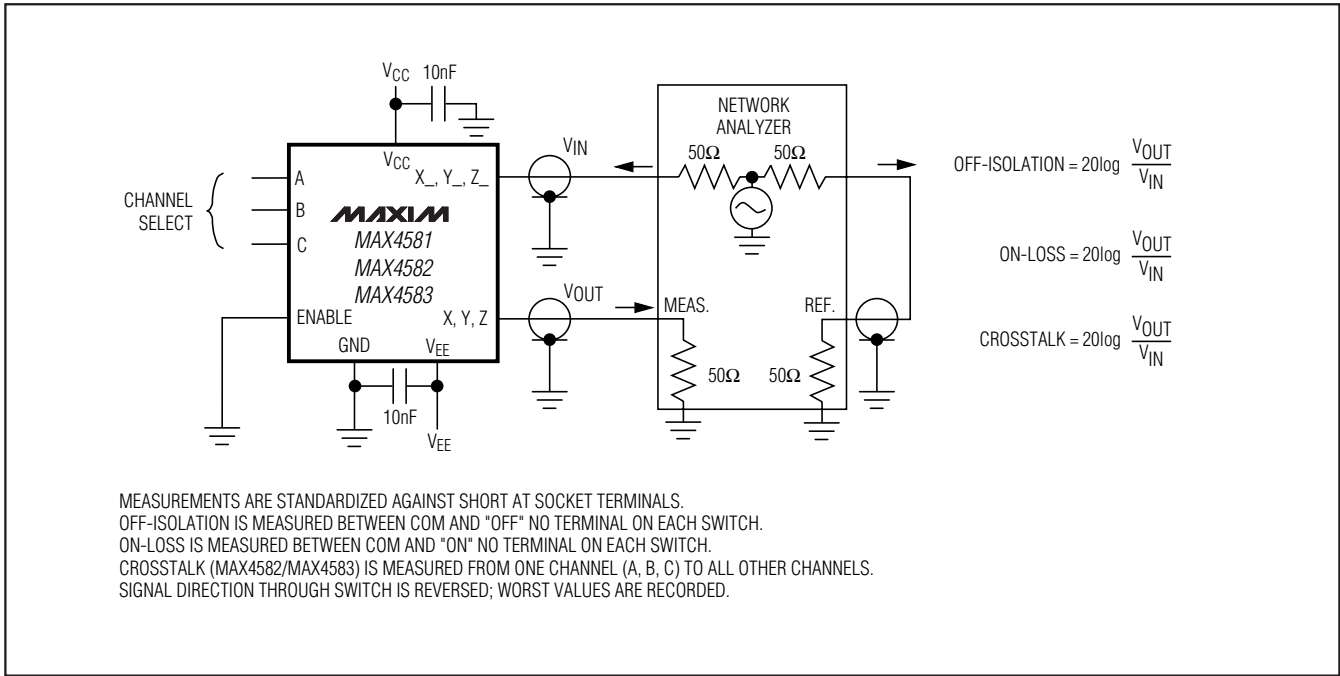 VCC 10nF
NETWORK
ANALYZER
VIN
50Ω 50Ω
VCC
X_, Y_, Z_
CHANNEL
SELECT
A
B
C
MAXIM
MAX4581
MAX4582
MAX4583
ENABLE
X, Y, Z
GND
VEE
10nF
VEE
VOUT
MEAS.
REF.
50Ω 50Ω
OFF-ISOLATION = 20log VOUT/VIN
ON-LOSS = 20log VOUT/VIN
CROSSTALK = 20log VOUT/VIN
MEASUREMENTS ARE STANDARDIZED AGAINST SHORT AT SOCKET TERMINALS.
OFF-ISOLATION IS MEASURED BETWEEN COM AND "OFF" NO TERMINAL ON EACH SWITCH.
ON-LOSS IS MEASURED BETWEEN COM AND "ON" NO TERMINAL ON EACH SWITCH.
CROSSTALK (MAX4582/MAX4583) IS MEASURED FROM ONE CHANNEL (A, B, C) TO ALL OTHER CHANNELS.
SIGNAL DIRECTION THROUGH SWITCH IS REVERSED; WORST VALUES ARE RECORDED.